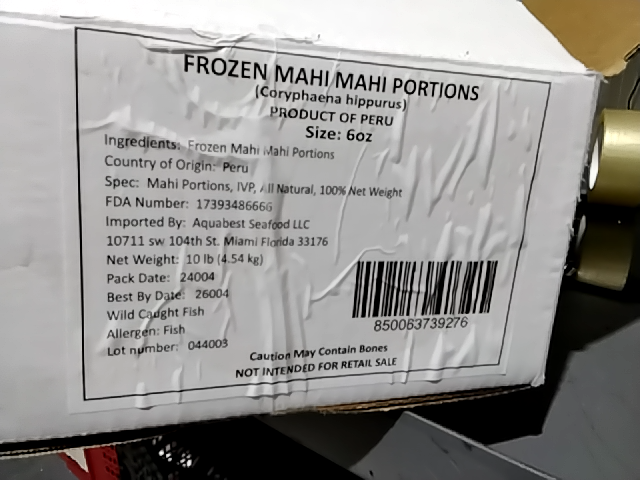 FROZEN MAHI MAHI PORTIONS
(Coryphaena hippurus)
PRODUCT OF PERU
Size: 6oz
Ingredients: Frozen Mahi Mahi Portions
Country of Origin: Peru
Spec: Mahi Portions, IVP, All Natural, 100% Net Weight
FDA Number: 17393486666
Imported By: Aquabest Seafood LLC
10711 sw 104th St. Miami Florida 33176
Net Weight: 10 lb (4.54 kg)
Pack Date: 24004
Best By Date: 26004
Wild Caught Fish
Allergen: Fish
Lot number: 044003
850063739276
Caution May Contain Bones
NOT INTENDED FOR RETAIL SALE